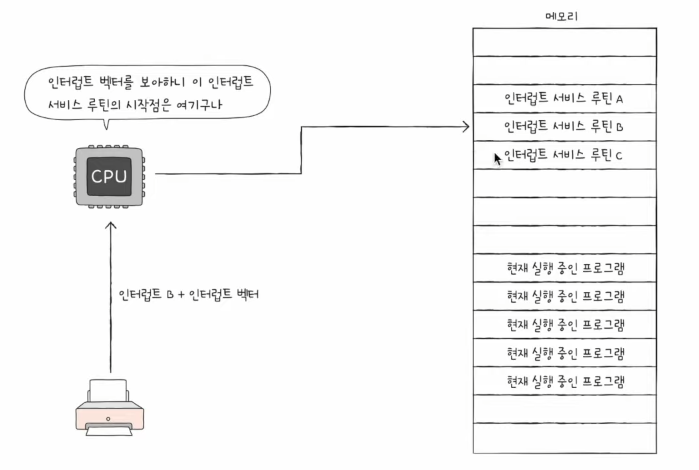 메모리
인터럽트 벡터를 보아하니 이 인터럽트
서비스 루틴의 시작점은 여기구나
인터럽트 서비스 루틴 A
인터럽트 서비스 루틴 B
인터럽트 서비스 루틴 C
CPU
현재 실행 중인 프로그램
인터럽트 B + 인터럽트 벡터
현재 실행 중인 프로그램
현재 실행 중인 프로그램
현재 실행 중인 프로그램
현재 실행 중인 프로그램